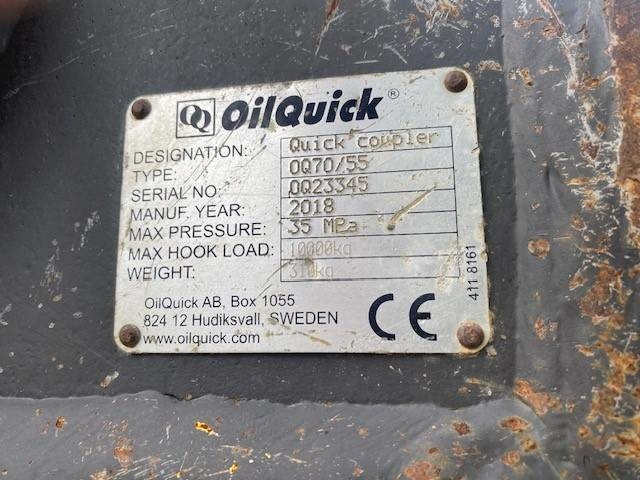 OilQuick®
DESIGNATION: Quick coupler
TYPE: OQ70/55
SERIAL NO: OQ23345
MANUF. YEAR: 2018
MAX PRESSURE: 35 MPa
MAX HOOK LOAD: 10000kg
WEIGHT: 310kg
OilQuick AB, Box 1055
824 12 Hudiksvall, SWEDEN
www.oilquick.com
CE
411 8161